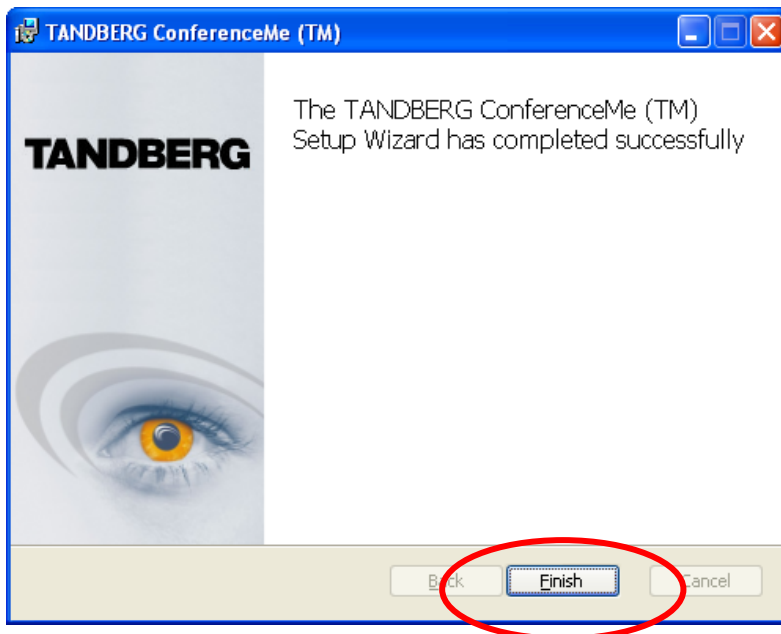 TANDBERG ConferenceMe (TM)
TANDBERG
The TANDBERG ConferenceMe (TM)
Setup Wizard has completed successfully
Back
Finish
Cancel